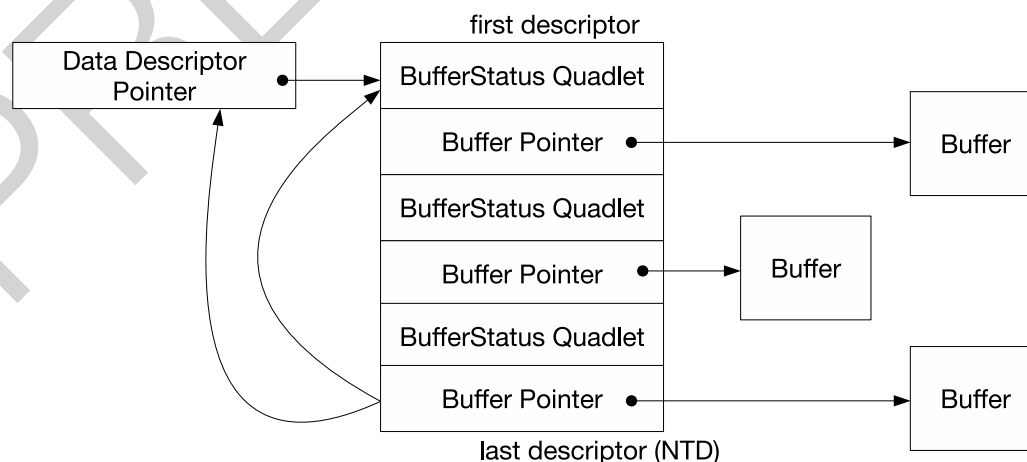 first descriptor
Data Descriptor
Pointer
BufferStatus Quadlet
Buffer Pointer
Buffer
BufferStatus Quadlet
Buffer Pointer
Buffer
BufferStatus Quadlet
Buffer Pointer
Buffer
last descriptor (NTD)